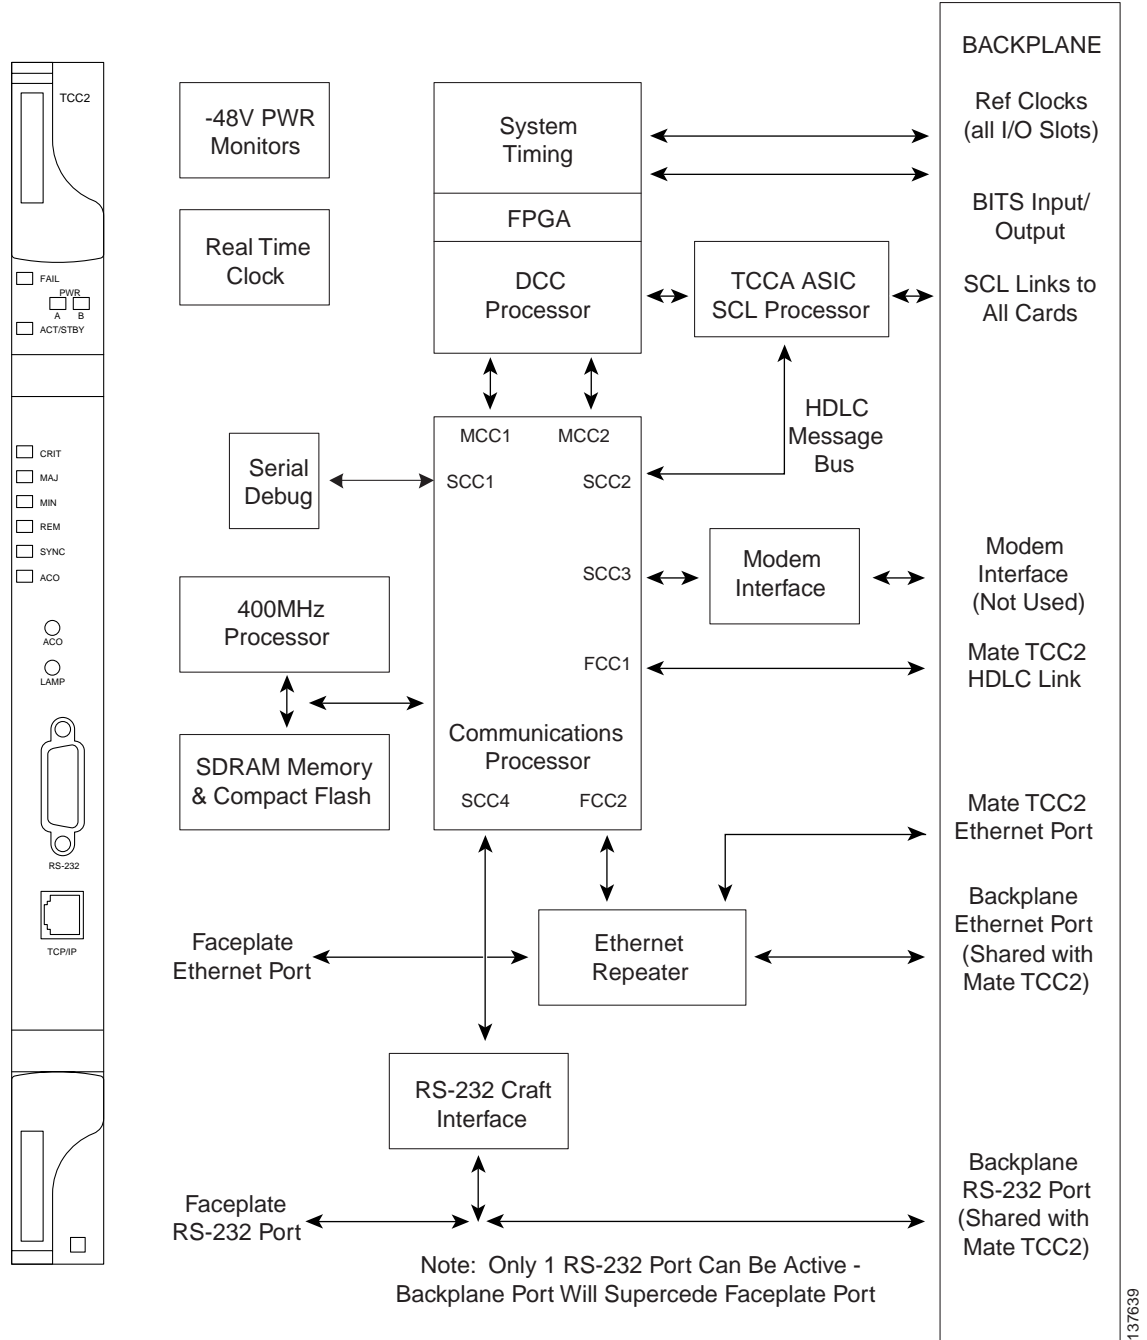 TCC2
FAIL
PWR
A B
ACT/STBY
CRIT
MAJ
MIN
REM
SYNC
ACO
ACO
LAMP
RS-232
TCP/IP
-48V PWR
Monitors
Real Time
Clock
System
Timing
FPGA
DCC
Processor
TCCA ASIC
SCL Processor
HDLC
Message
Bus
MCC1 MCC2
Serial
Debug
SCC1 SCC2
SCC3
Modem
Interface
400MHz
Processor
FCC1
Communications
Processor
SDRAM Memory
& Compact Flash
SCC4 FCC2
Faceplate
Ethernet Port
Ethernet
Repeater
RS-232 Craft
Interface
Faceplate
RS-232 Port
Note: Only 1 RS-232 Port Can Be Active -
Backplane Port Will Supercede Faceplate Port
BACKPLANE
Ref Clocks
(all I/O Slots)
BITS Input/
Output
SCL Links to
All Cards
Modem
Interface
(Not Used)
Mate TCC2
HDLC Link
Mate TCC2
Ethernet Port
Backplane
Ethernet Port
(Shared with
Mate TCC2)
Backplane
RS-232 Port
(Shared with
Mate TCC2)
137639